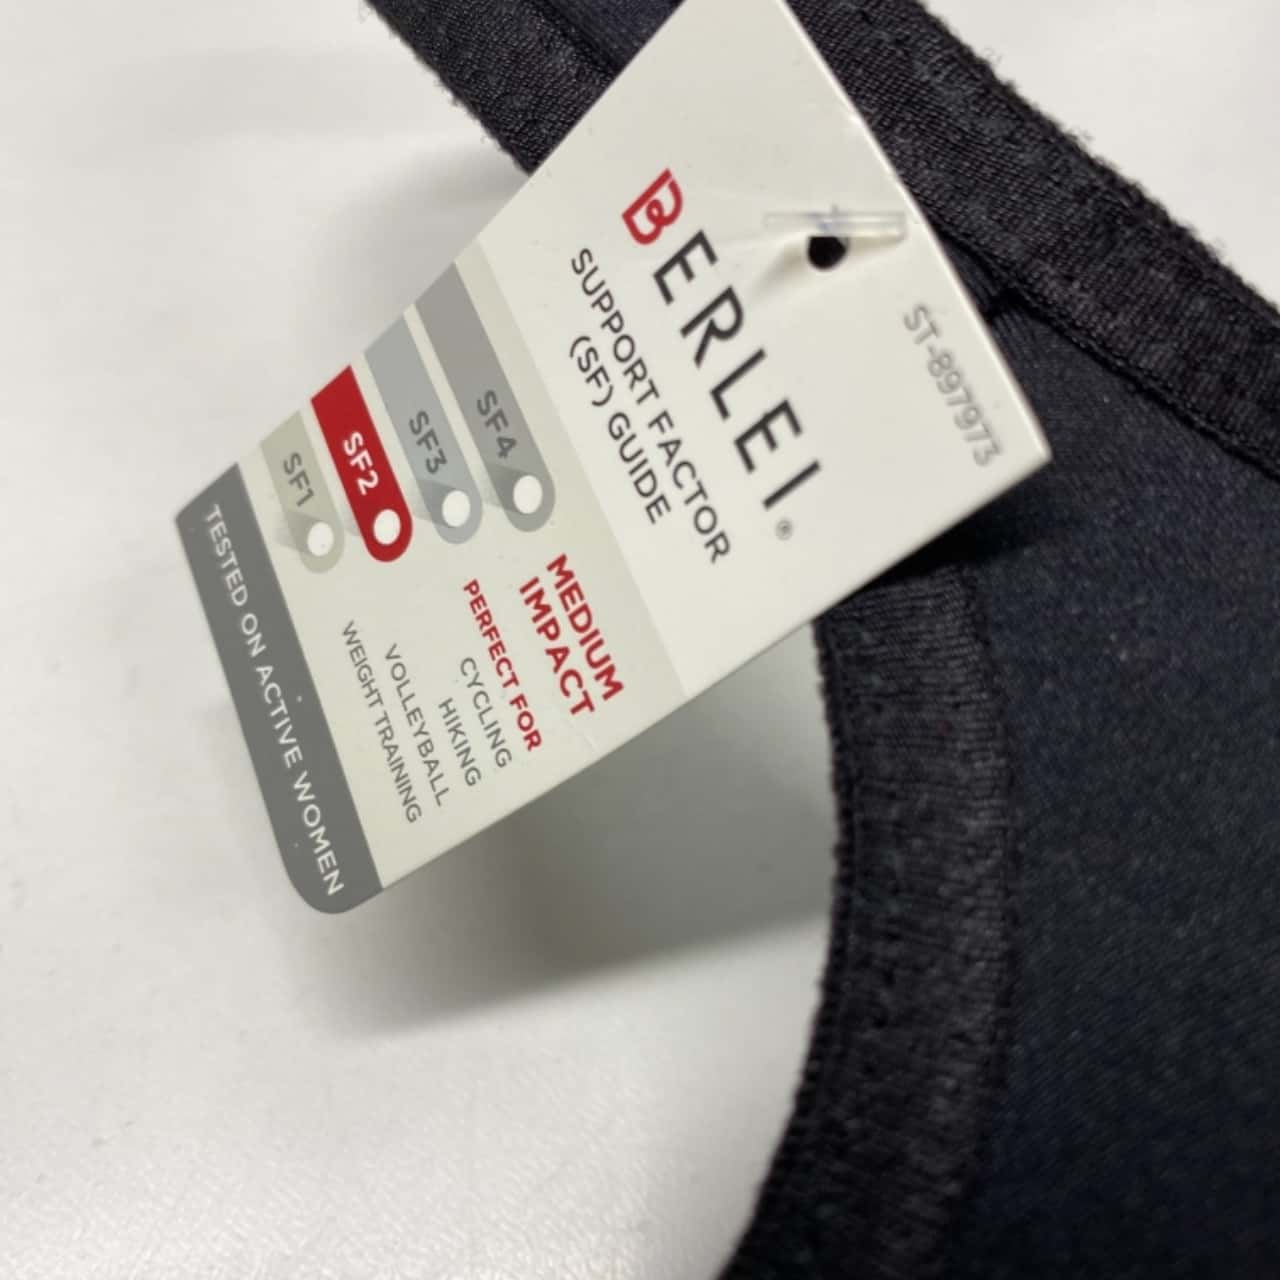 ST-897973
BERLEI®
SUPPORT FACTOR
(SF) GUIDE
SF4
SF3
SF2
SF1
MEDIUM
IMPACT
PERFECT FOR
CYCLING
HIKING
VOLLEYBALL
WEIGHT TRAINING
TESTED ON ACTIVE WOMEN